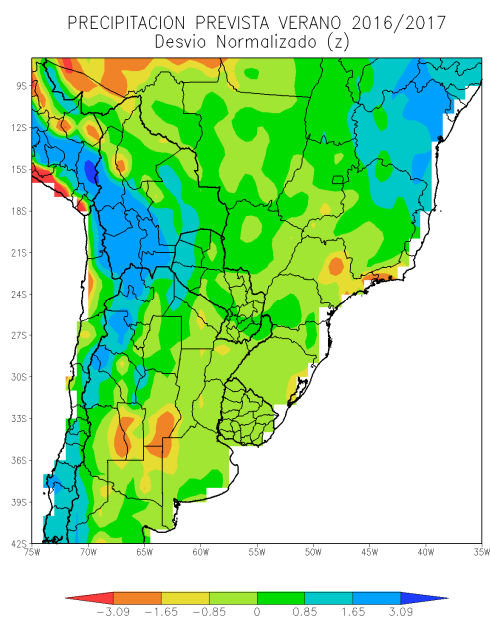 PRECIPITACION PREVISTA VERANO 2016/2017
Desvio Normalizado (z)
9S
12S
15S
18S
21S
24S
27S
30S
33S
36S
39S
42S
75W 70W 65W 60W 55W 50W 45W 40W 35W
-3.09 -1.65 -0.85 0 0.85 1.65 3.09